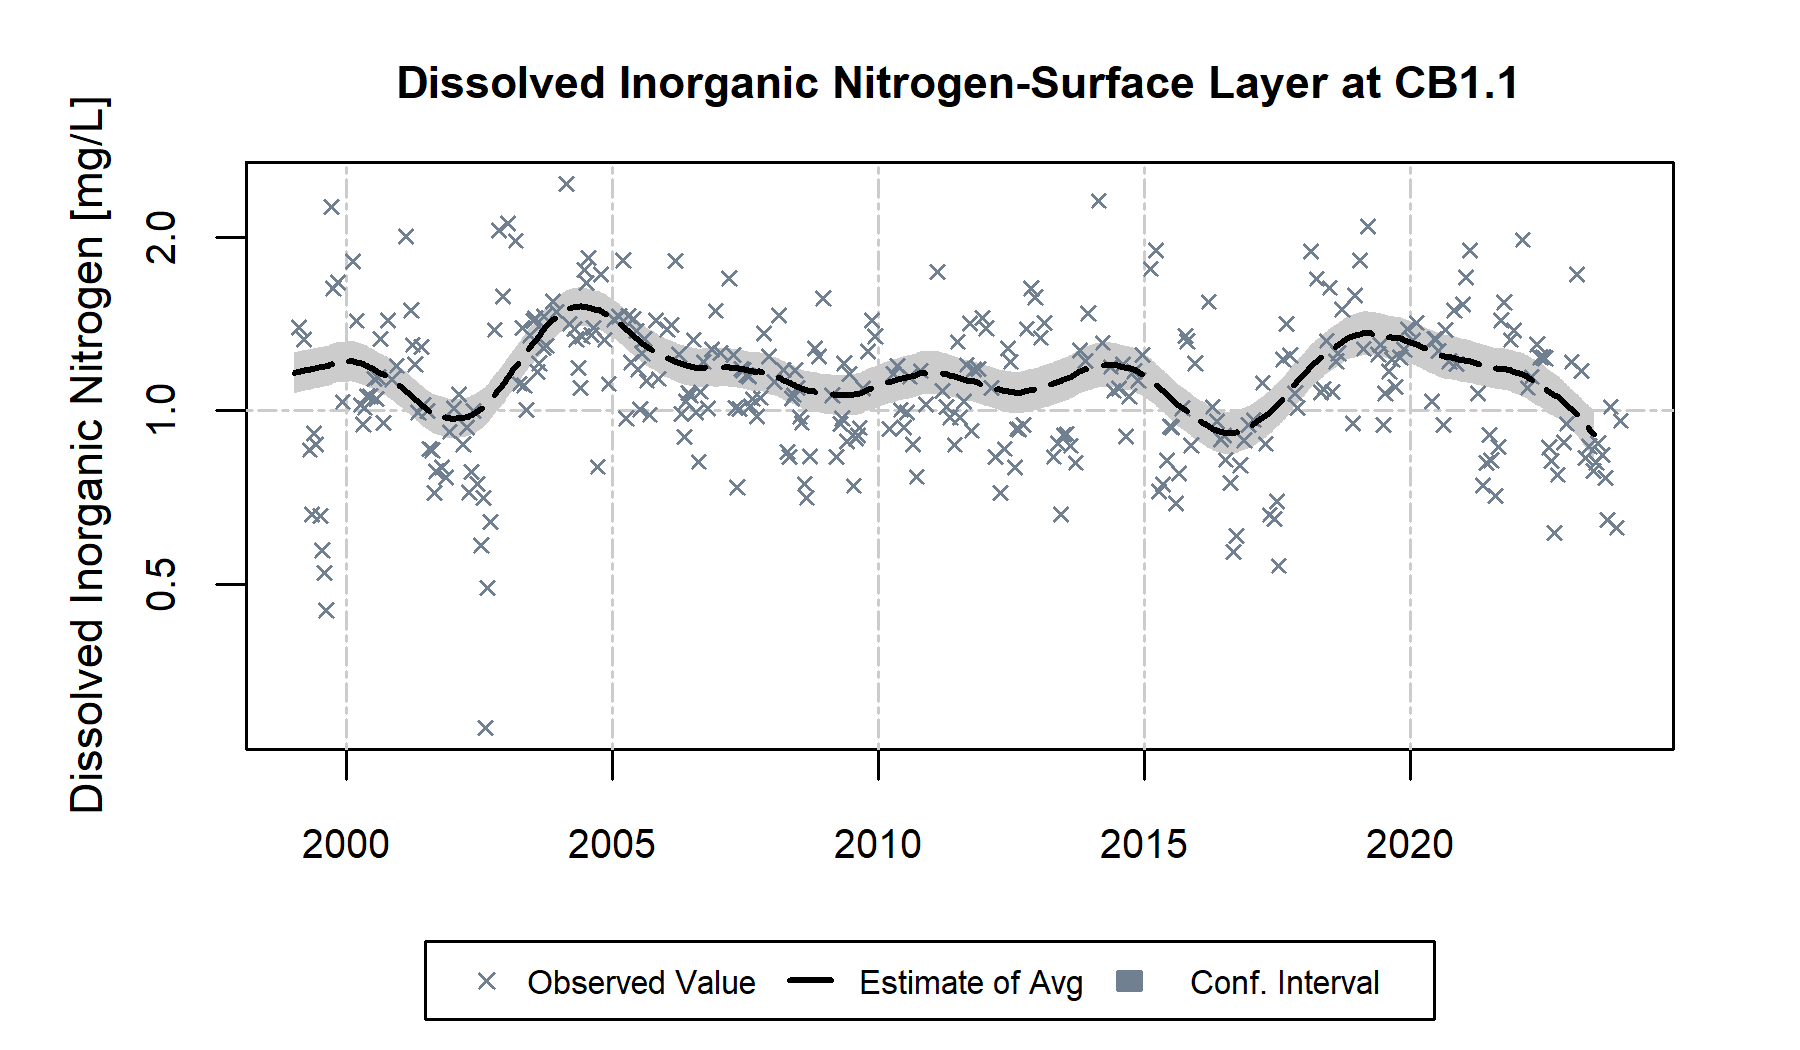 Dissolved Inorganic Nitrogen-Surface Layer at CB1.1
Dissolved Inorganic Nitrogen [mg/L]
2.0
1.0
0.5
2000 2005 2010 2015 2020
Observed Value Estimate of Avg Conf. Interval